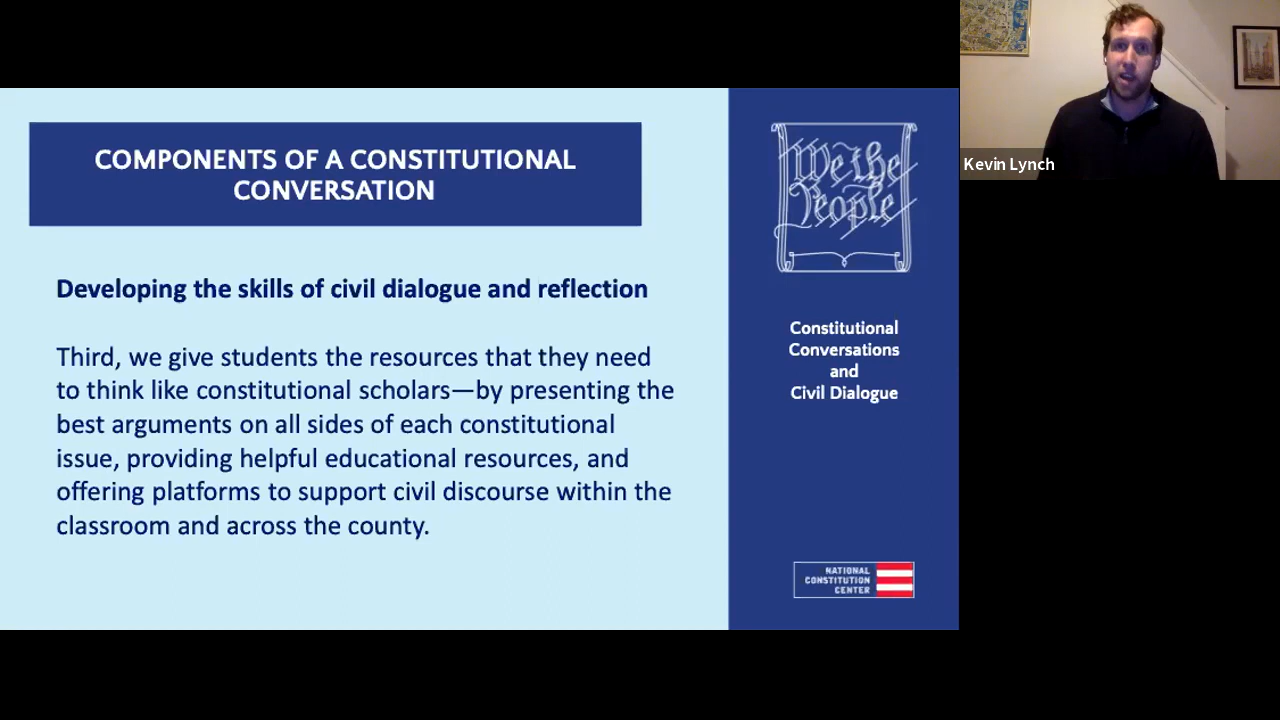 COMPONENTS OF A CONSTITUTIONAL
CONVERSATION
Developing the skills of civil dialogue and reflection
Third, we give students the resources that they need
to think like constitutional scholars—by presenting the
best arguments on all sides of each constitutional
issue, providing helpful educational resources, and
offering platforms to support civil discourse within the
classroom and across the county.
We the
People
Constitutional
Conversations
and
Civil Dialogue
NATIONAL
CONSTITUTION
CENTER
Kevin Lynch